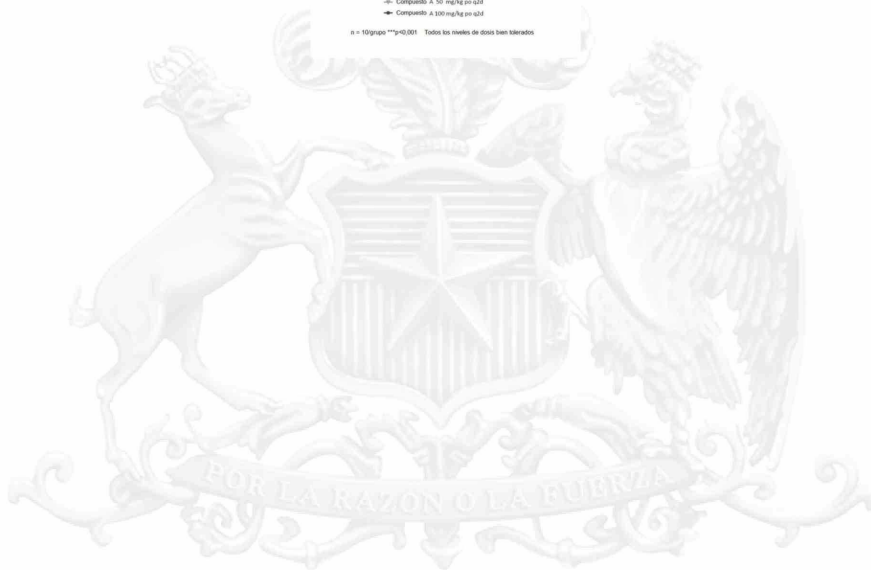 Compuesto A 50 mg/kg po q2d
Compuesto A 100 mg/kg po q2d
n = 10/grupo ***p<0,001 Todos los niveles de dosis bien tolerados
POR LA RAZÓN O LA FUERZA